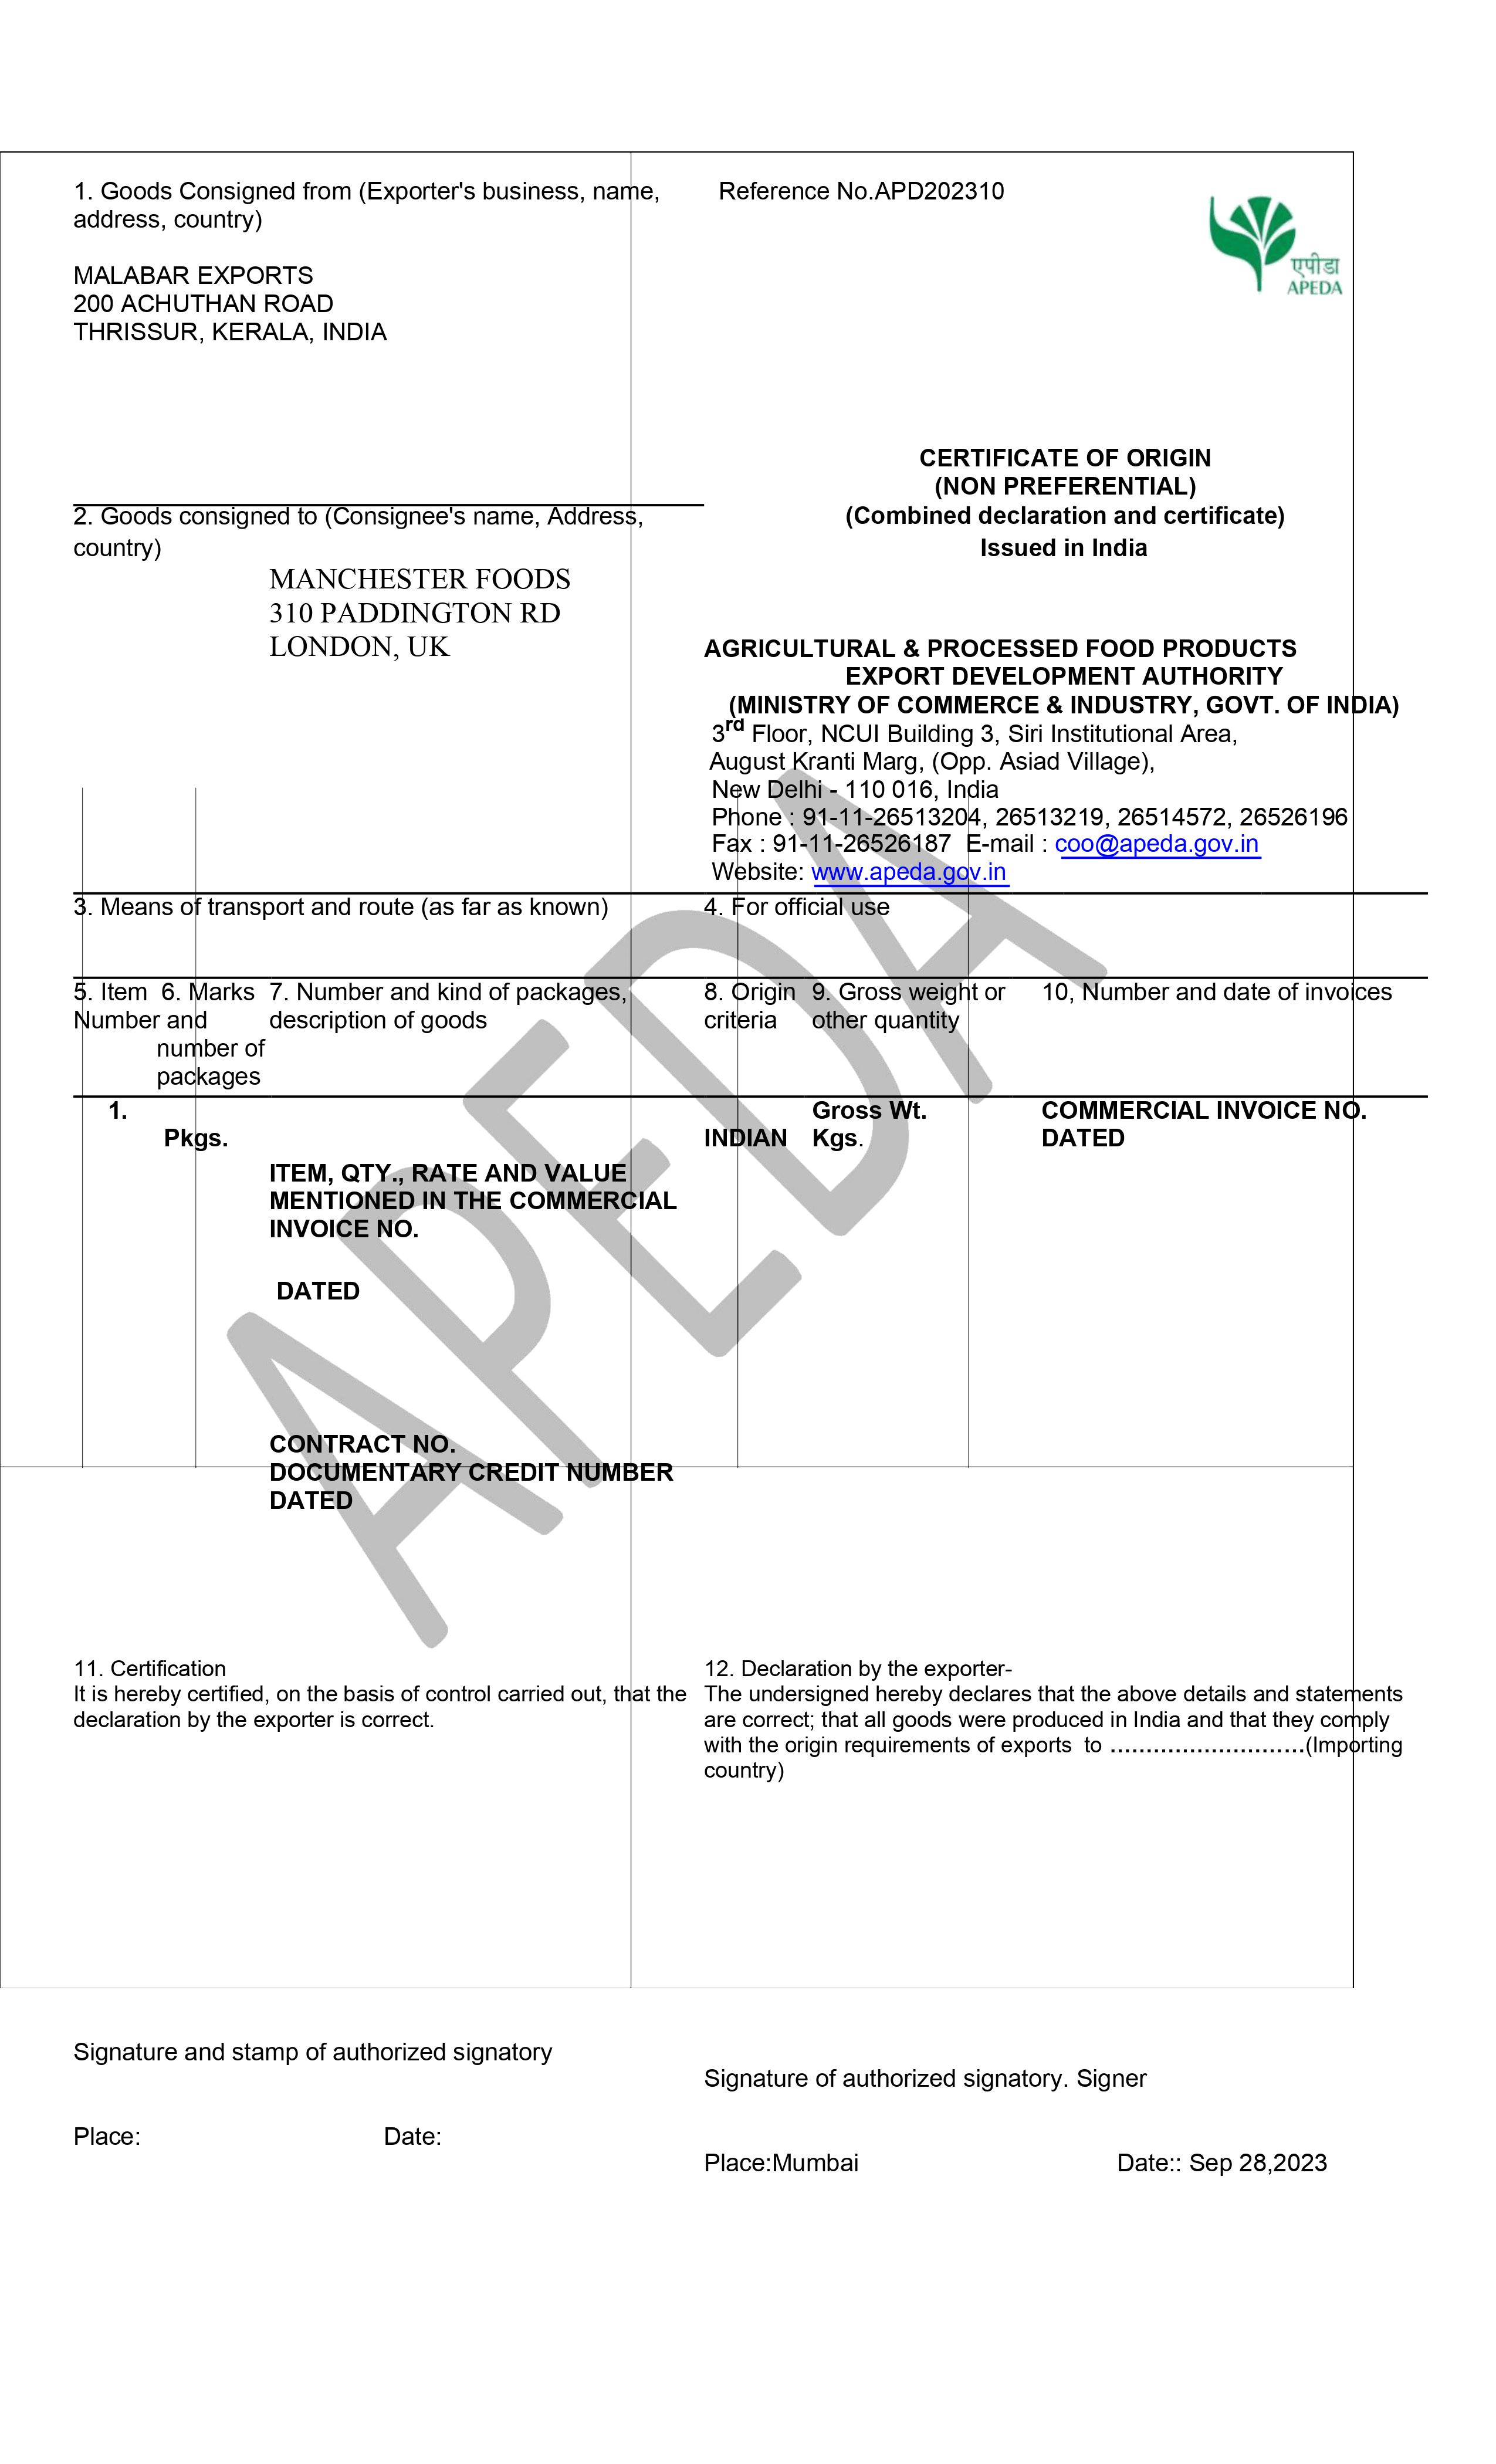 1. Goods Consigned from (Exporter's business, name,
address, country)
MALABAR EXPORTS
200 ACHUTHAN ROAD
THRISSUR, KERALA, INDIA
Reference No.APD202310
एपीडा
APEDA
CERTIFICATE OF ORIGIN
(NON PREFERENTIAL)
(Combined declaration and certificate)
Issued in India
2. Goods consigned to (Consignee's name, Address,
country)
MANCHESTER FOODS
310 PADDINGTON RD
LONDON, UK
AGRICULTURAL & PROCESSED FOOD PRODUCTS
EXPORT DEVELOPMENT AUTHORITY
(MINISTRY OF COMMERCE & INDUSTRY, GOVT. OF INDIA)
3rd Floor, NCUI Building 3, Siri Institutional Area,
August Kranti Marg, (Opp. Asiad Village),
New Delhi - 110 016, India
Phone : 91-11-26513204, 26513219, 26514572, 26526196
Fax : 91-11-26526187 E-mail : coo@apeda.gov.in
Website: www.apeda.gov.in
3. Means of transport and route (as far as known)
4. For official use
5. Item
Number
6. Marks
and
number of
packages
7. Number and kind of packages,
description of goods
8. Origin
criteria
9. Gross weight or
other quantity
10, Number and date of invoices
1.
Pkgs.
ITEM, QTY., RATE AND VALUE
MENTIONED IN THE COMMERCIAL
INVOICE NO.
DATED
CONTRACT NO.
DOCUMENTARY CREDIT NUMBER
DATED
INDIAN
Gross Wt.
Kgs.
COMMERCIAL INVOICE NO.
DATED
APEDA
11. Certification
It is hereby certified, on the basis of control carried out, that the
declaration by the exporter is correct.
12. Declaration by the exporter-
The undersigned hereby declares that the above details and statements
are correct; that all goods were produced in India and that they comply
with the origin requirements of exports to ...........................(Importing
country)
Signature and stamp of authorized signatory
Place: Date:
Signature of authorized signatory. Signer
Place:Mumbai Date:: Sep 28,2023